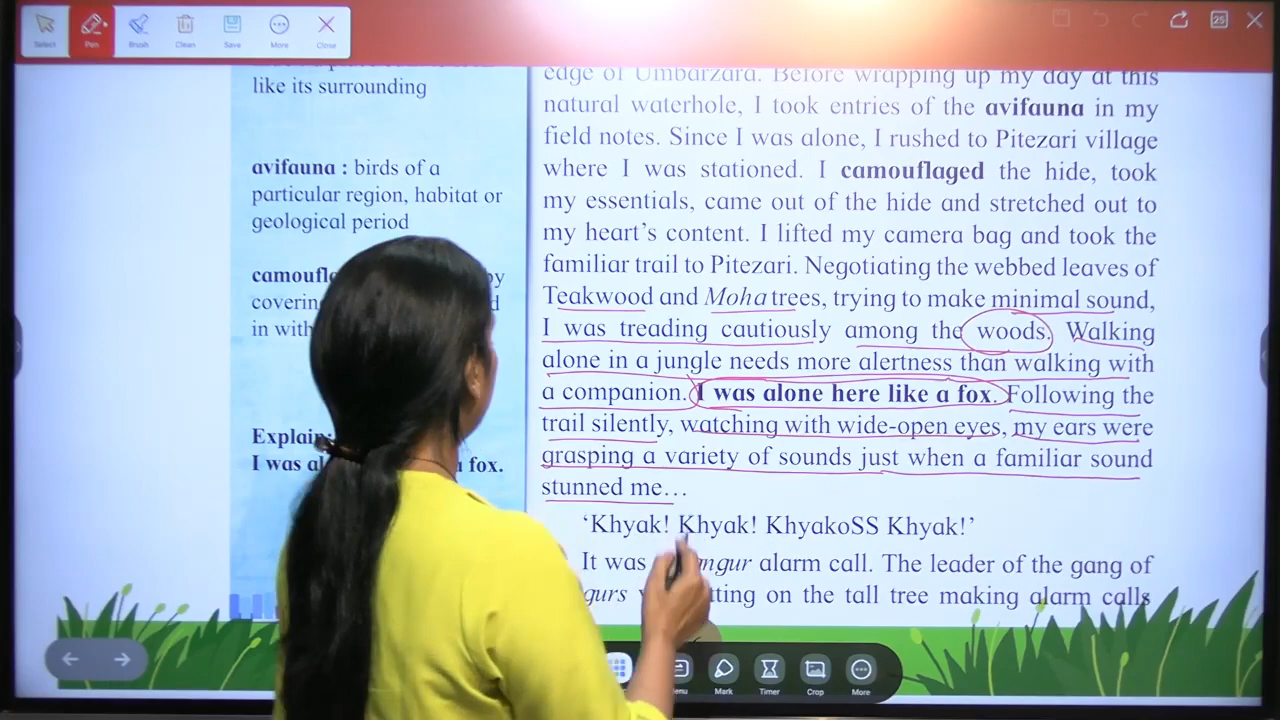 Select Pen Brush Clean Save More Close
25
like its surrounding
avifauna : birds of a
particular region, habitat or
geological period
by
covering
in with
Explain:
I was fox.
edge of Umbarzara. Before wrapping up my day at this
natural waterhole, I took entries of the avifauna in my
field notes. Since I was alone, I rushed to Pitezari village
where I was stationed. I camouflaged the hide, took
my essentials, came out of the hide and stretched out to
my heart's content. I lifted my camera bag and took the
familiar trail to Pitezari. Negotiating the webbed leaves of
Teakwood and Moha trees, trying to make minimal sound,
I was treading cautiously among the woods. Walking
alone in a jungle needs more alertness than walking with
a companion. I was alone here like a fox. Following the
trail silently, watching with wide-open eyes, my ears were
grasping a variety of sounds just when a familiar sound
stunned me...
‘Khyak! Khyak! KhyakoSS Khyak!’
It was alarm call. The leader of the gang of
on the tall tree making alarm calls
Mark Timer Crop More